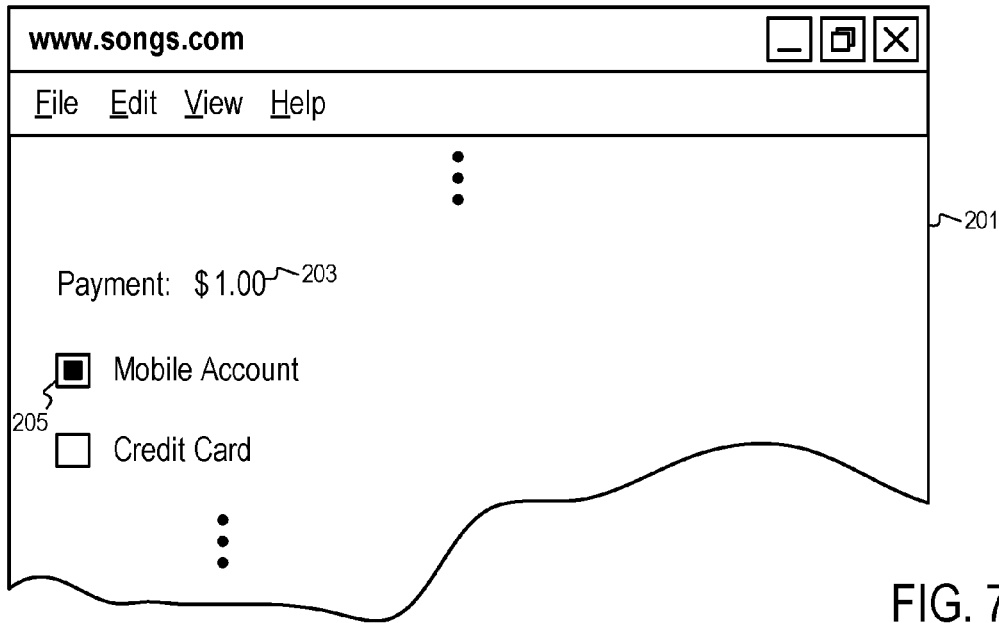 www.songs.com
File Edit View Help
201
Payment: $1.00 203
Mobile Account
205
Credit Card
FIG. 7